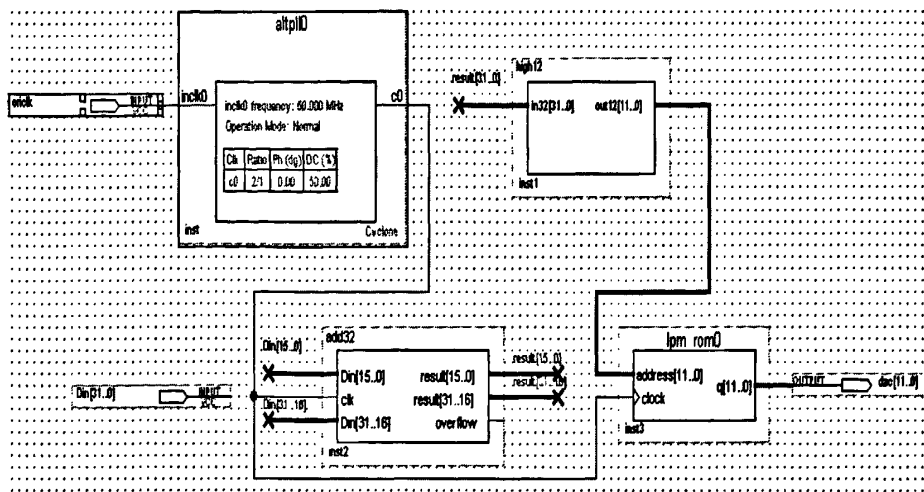 altpll0
inclk0
c0
inclk0 frequency: 50.000 MHz
Operation Mode: Normal
Clk Ratio Ph (dg) DC (%)
c0 2/1 0.00 50.00
inst
Cyclone
INPUT
result[31..0]
high12
in32[31..0]
out12[11..0]
inst1
add32
Din[15..0]
Din[15..0]
result[15..0]
result[15..0]
clk
result[31..16]
Din[31..16]
Din[31..16]
overflow
inst2
Din[31..0]
INPUT
lpm_rom0
address[11..0]
q[11..0]
clock
inst3
OUTPUT
dac[11..0]